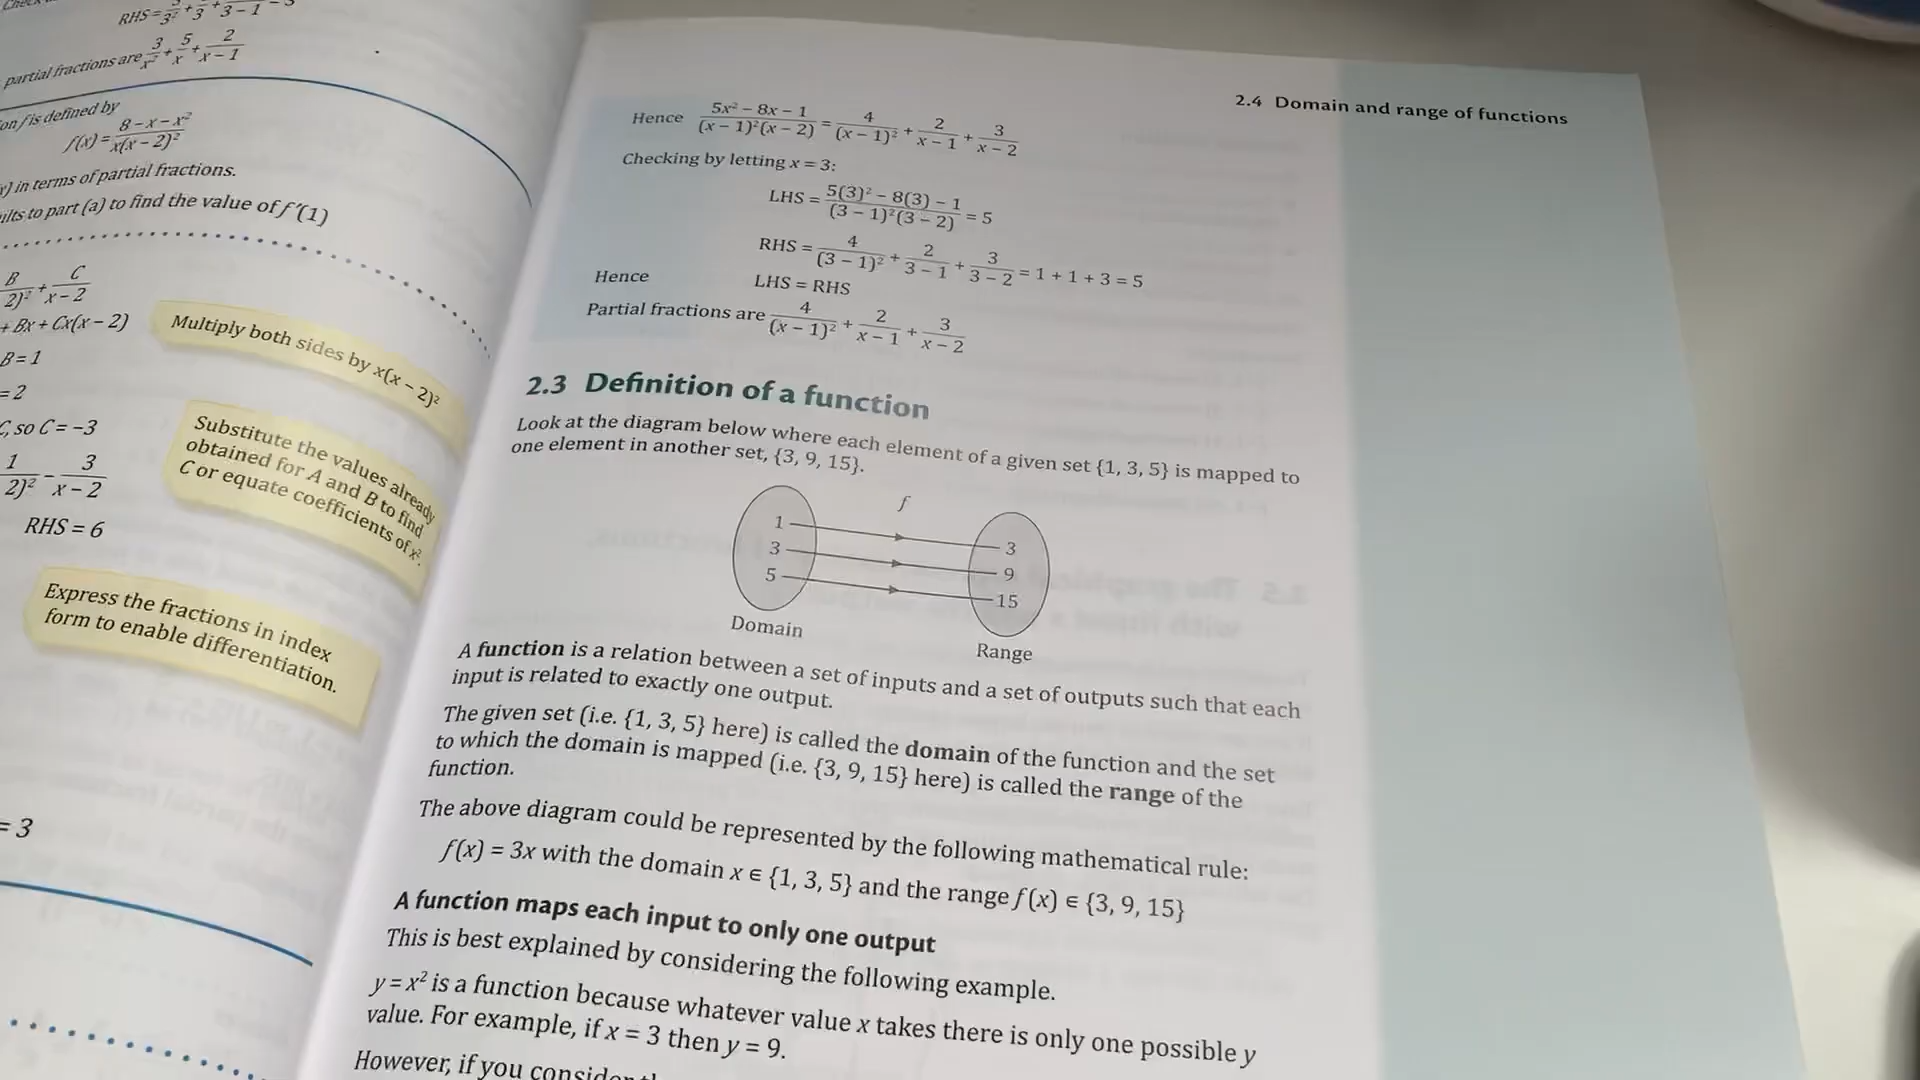 RHS = 3/3² + 5/3 + 2/(3 − 1)
partial fractions are 3/x² + 5/x + 2/(x − 1)
f is defined by
f(x) = (8 − x − x²)/(x(x − 2)²)
in terms of partial fractions.
to part (a) to find the value of f′(1)
B/(2)² + C/(x − 2)
+ Bx + Cx(x − 2)
B = 1
= 2
C, so C = −3
1/(2)² − 3/(x − 2)
RHS = 6
= 3
Multiply both sides by x(x − 2)²
Substitute the values already
obtained for A and B to find
C or equate coefficients of x².
Express the fractions in index
form to enable differentiation.
2.4 Domain and range of functions
Hence (5x² − 8x − 1)/((x − 1)²(x − 2)) = 4/(x − 1)² + 2/(x − 1) + 3/(x − 2)
Checking by letting x = 3:
LHS = (5(3)² − 8(3) − 1)/((3 − 1)²(3 − 2)) = 5
RHS = 4/(3 − 1)² + 2/(3 − 1) + 3/(3 − 2) = 1 + 1 + 3 = 5
Hence LHS = RHS
Partial fractions are 4/(x − 1)² + 2/(x − 1) + 3/(x − 2)
2.3 Definition of a function
Look at the diagram below where each element of a given set {1, 3, 5} is mapped to
one element in another set, {3, 9, 15}.
f
1 3
3 9
5 15
Domain
Range
A function is a relation between a set of inputs and a set of outputs such that each
input is related to exactly one output.
The given set (i.e. {1, 3, 5} here) is called the domain of the function and the set
to which the domain is mapped (i.e. {3, 9, 15} here) is called the range of the
function.
The above diagram could be represented by the following mathematical rule:
f(x) = 3x with the domain x ∈ {1, 3, 5} and the range f(x) ∈ {3, 9, 15}
A function maps each input to only one output
This is best explained by considering the following example.
y = x² is a function because whatever value x takes there is only one possible y
value. For example, if x = 3 then y = 9.
However, if you consider